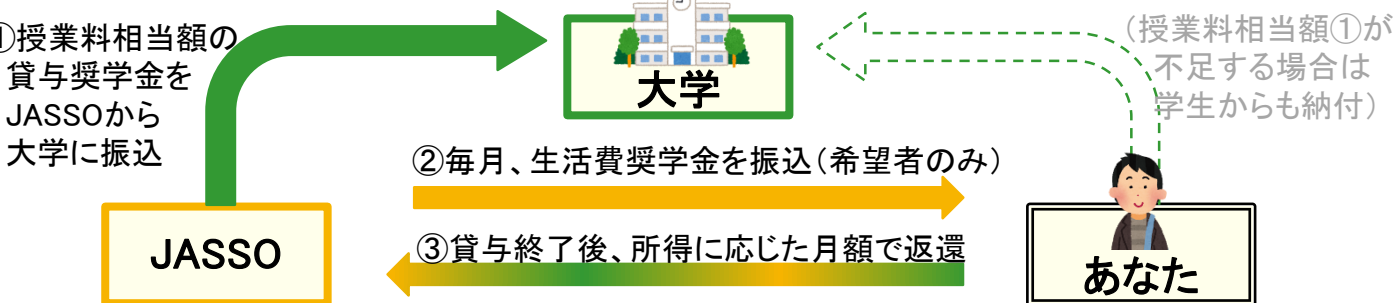 ①授業料相当額の
貸与奨学金を
JASSOから
大学に振込
大学
（授業料相当額①が
不足する場合は
学生からも納付）
②毎月、生活費奨学金を振込（希望者のみ）
JASSO
③貸与終了後、所得に応じた月額で返還
あなた